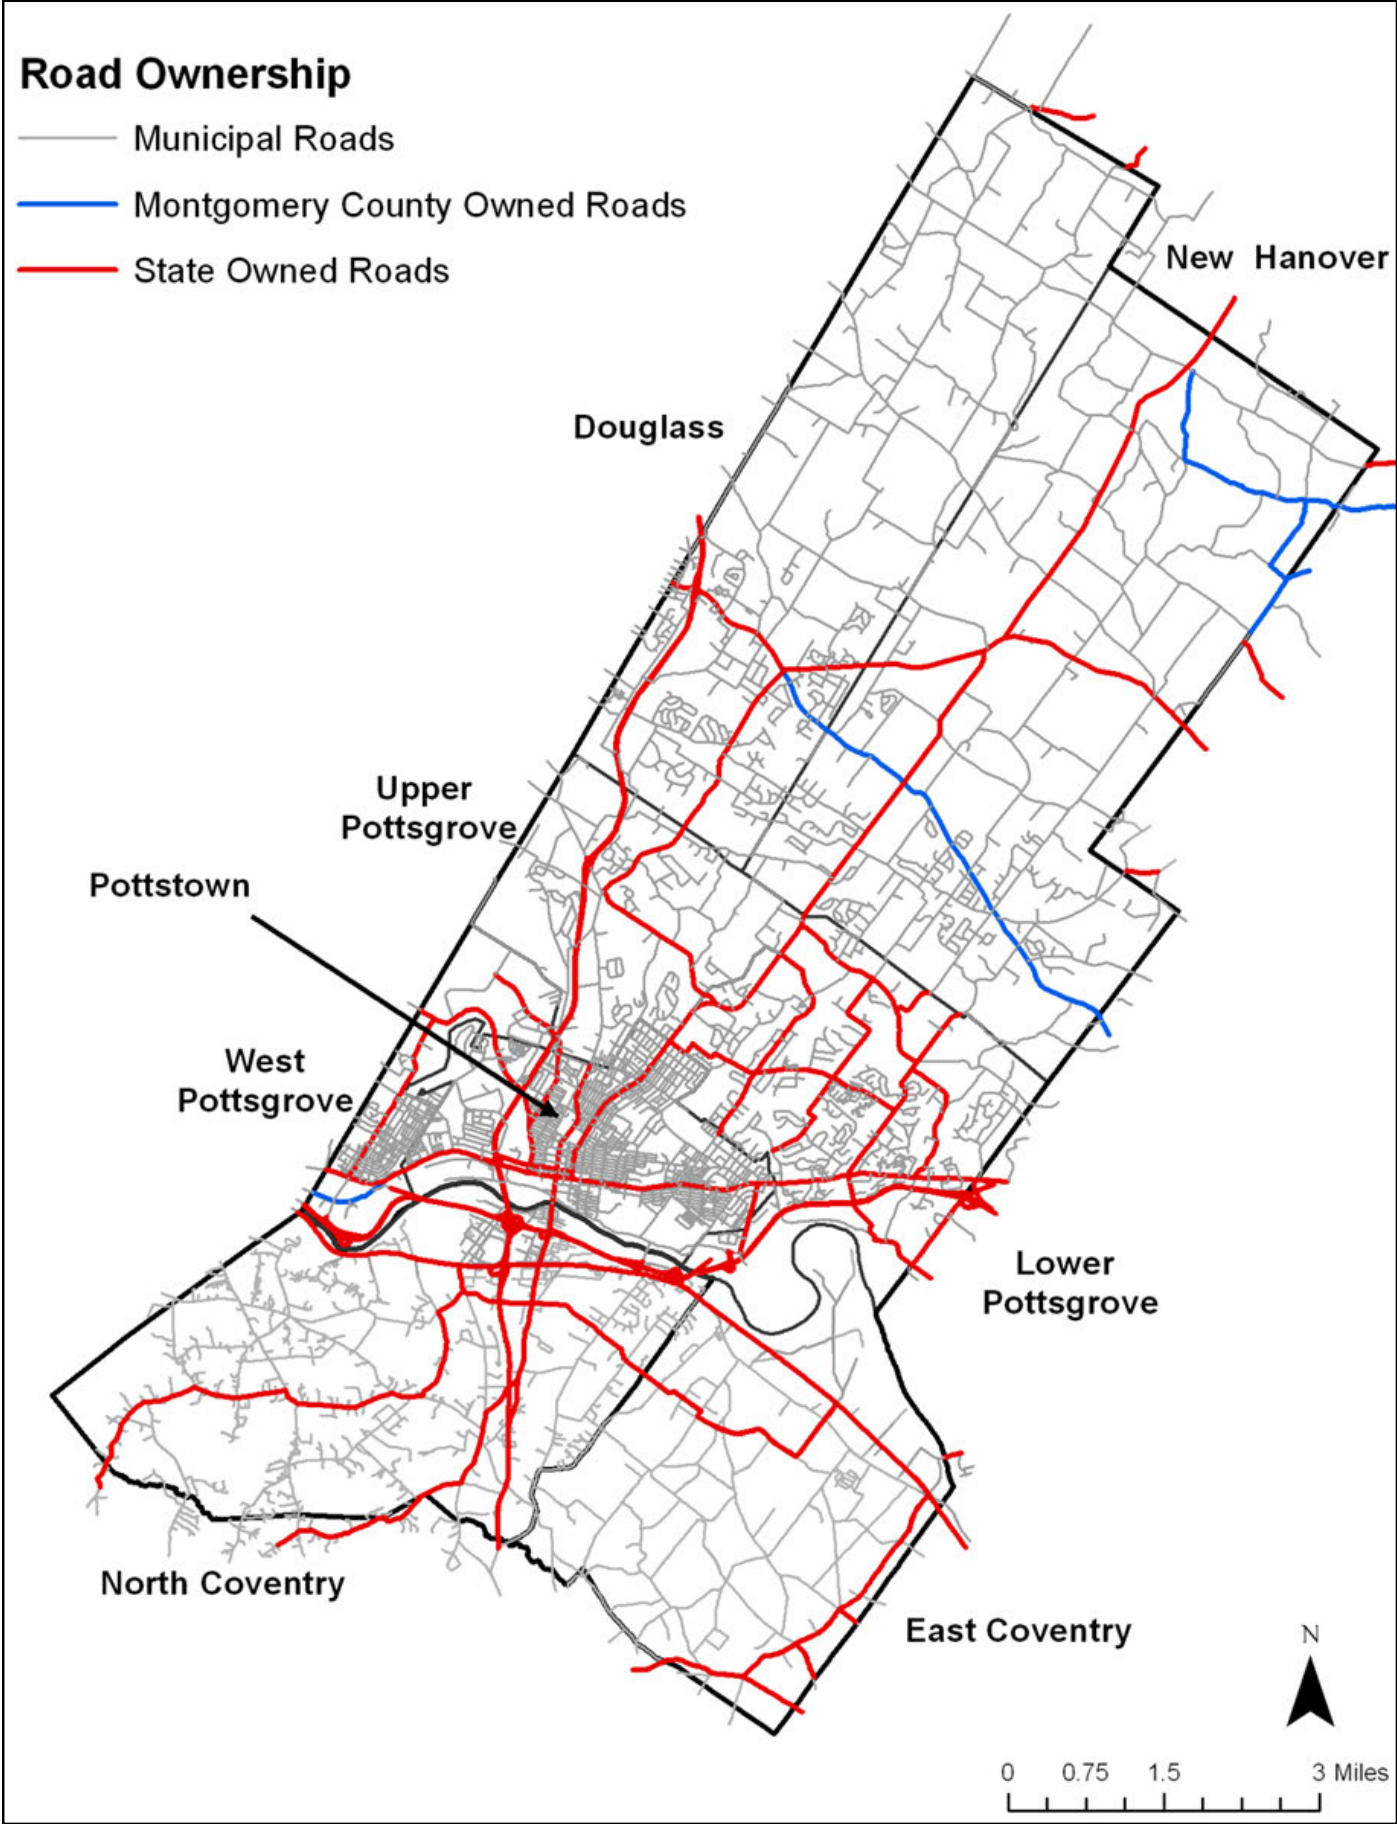 Road Ownership
Municipal Roads
Montgomery County Owned Roads
State Owned Roads
New Hanover
Douglass
Upper
Pottsgrove
Pottstown
West
Pottsgrove
Lower
Pottsgrove
North Coventry
East Coventry
N
0 0.75 1.5 3 Miles